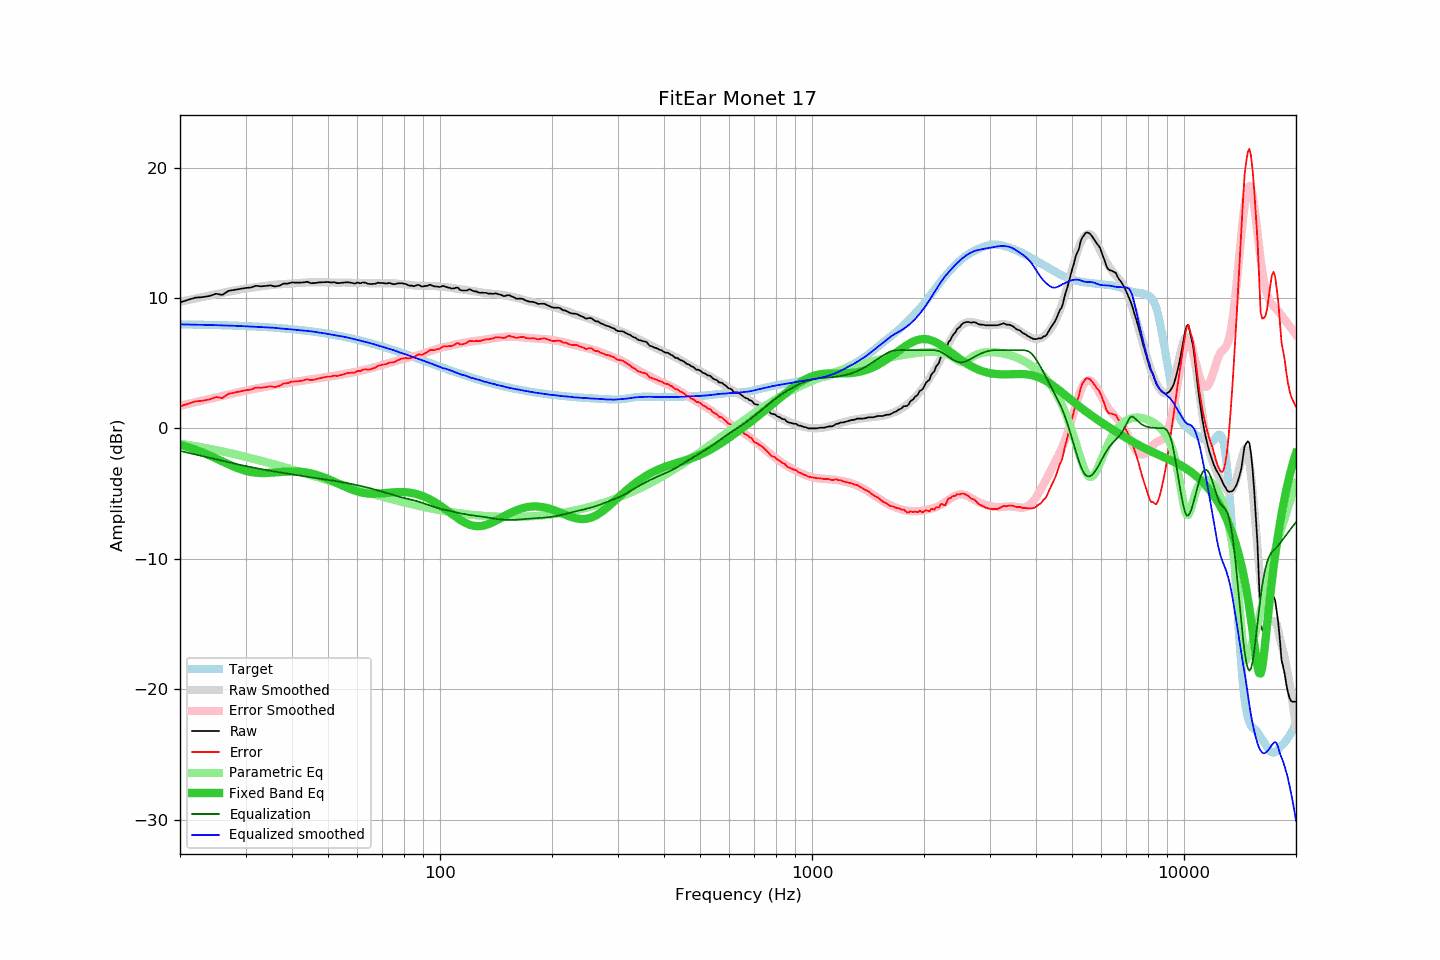 FitEar Monet 17
Amplitude (dBr)
20
10
0
−10
−20
−30
Target
Raw Smoothed
Error Smoothed
Raw
Error
Parametric Eq
Fixed Band Eq
Equalization
Equalized smoothed
100
1000
10000
Frequency (Hz)